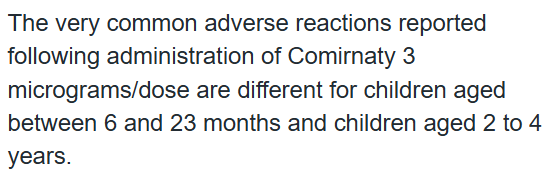 The very common adverse reactions reported
following administration of Comirnaty 3
micrograms/dose are different for children aged
between 6 and 23 months and children aged 2 to 4
years.